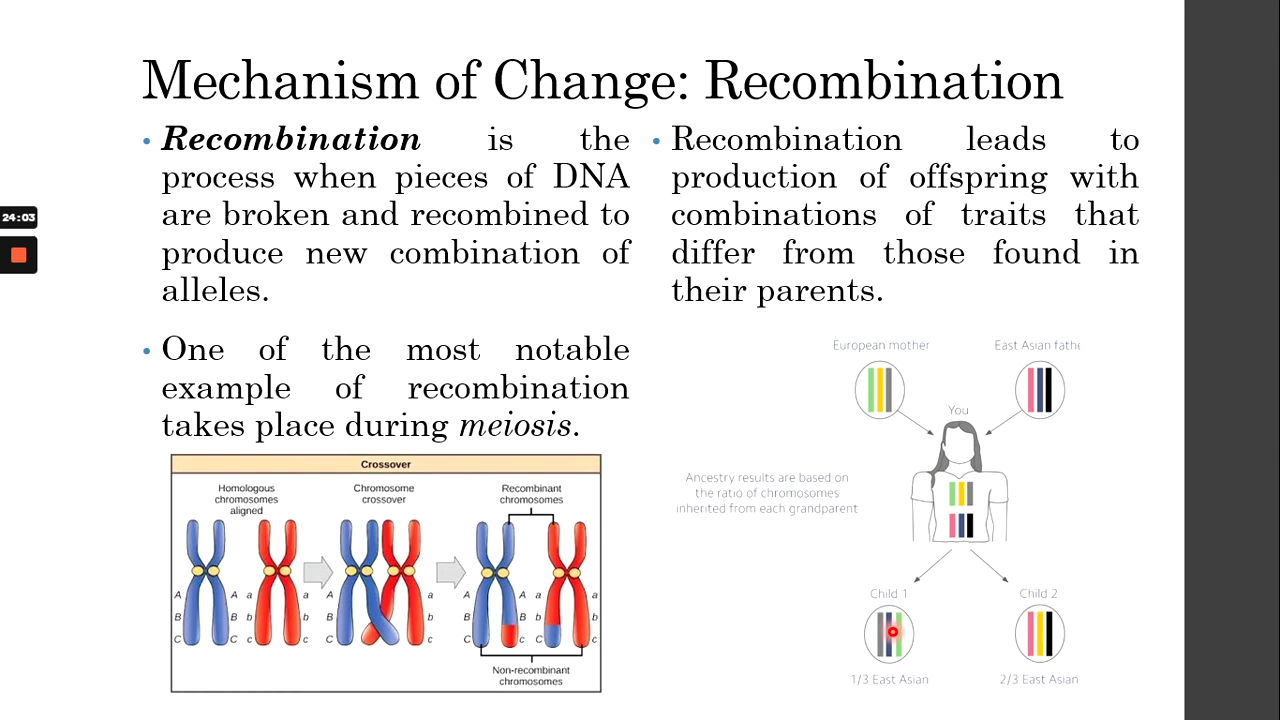 Mechanism of Change: Recombination
• Recombination is the
process when pieces of DNA
are broken and recombined to
produce new combination of
alleles.
• One of the most notable
example of recombination
takes place during meiosis.
• Recombination leads to
production of offspring with
combinations of traits that
differ from those found in
their parents.
24:03
Crossover
Homologous
chromosomes
aligned
Chromosome
crossover
Recombinant
chromosomes
A A a a A a A A a a
B B b b B b B B b b
C C c c C c C c C c
Non-recombinant
chromosomes
European mother
East Asian fathe
You
Ancestry results are based on
the ratio of chromosomes
inherited from each grandparent
Child 1
Child 2
1/3 East Asian
2/3 East Asian